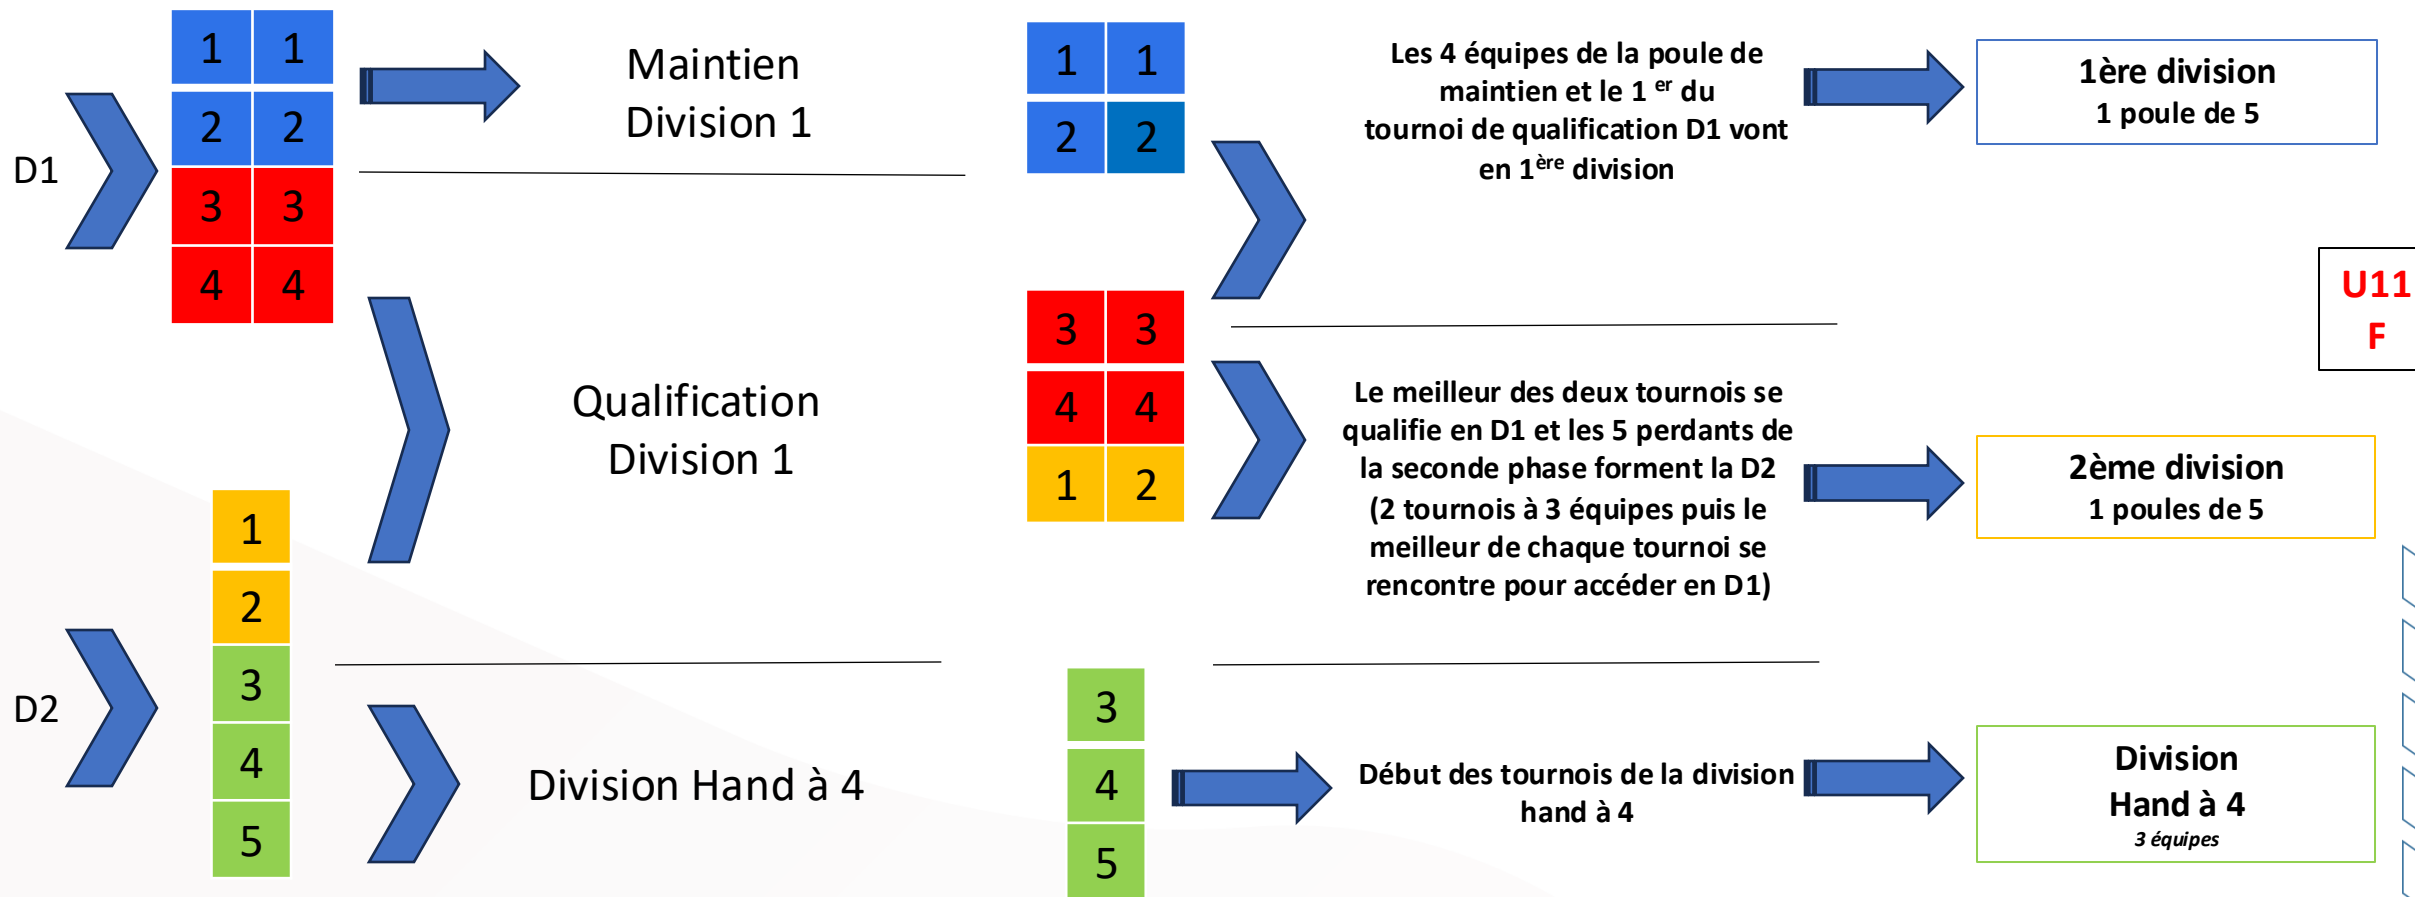 D1
1 1
2 2
3 3
4 4
Maintien
Division 1
1 1
2 2
Les 4 équipes de la poule de
maintien et le 1 er du
tournoi de qualification D1 vont
en 1ère division
1ère division
1 poule de 5
U11
F
Qualification
Division 1
3 3
4 4
1 2
Le meilleur des deux tournois se
qualifie en D1 et les 5 perdants de
la seconde phase forment la D2
(2 tournois à 3 équipes puis le
meilleur de chaque tournoi se
rencontre pour accéder en D1)
2ème division
1 poules de 5
D2
1
2
3
4
5
Division Hand à 4
3
4
5
Début des tournois de la division
hand à 4
Division
Hand à 4
3 équipes